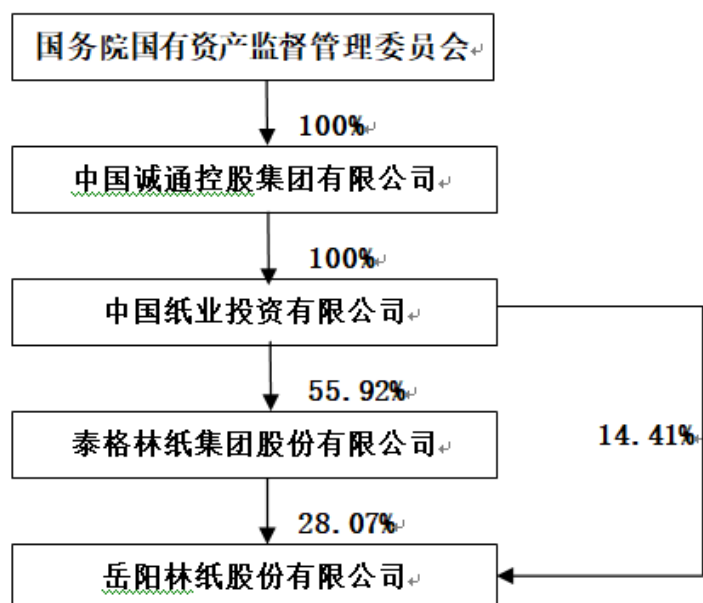 国务院国有资产监督管理委员会
100%
中国诚通控股集团有限公司
100%
中国纸业投资有限公司
55.92%
泰格林纸集团股份有限公司
14.41%
28.07%
岳阳林纸股份有限公司